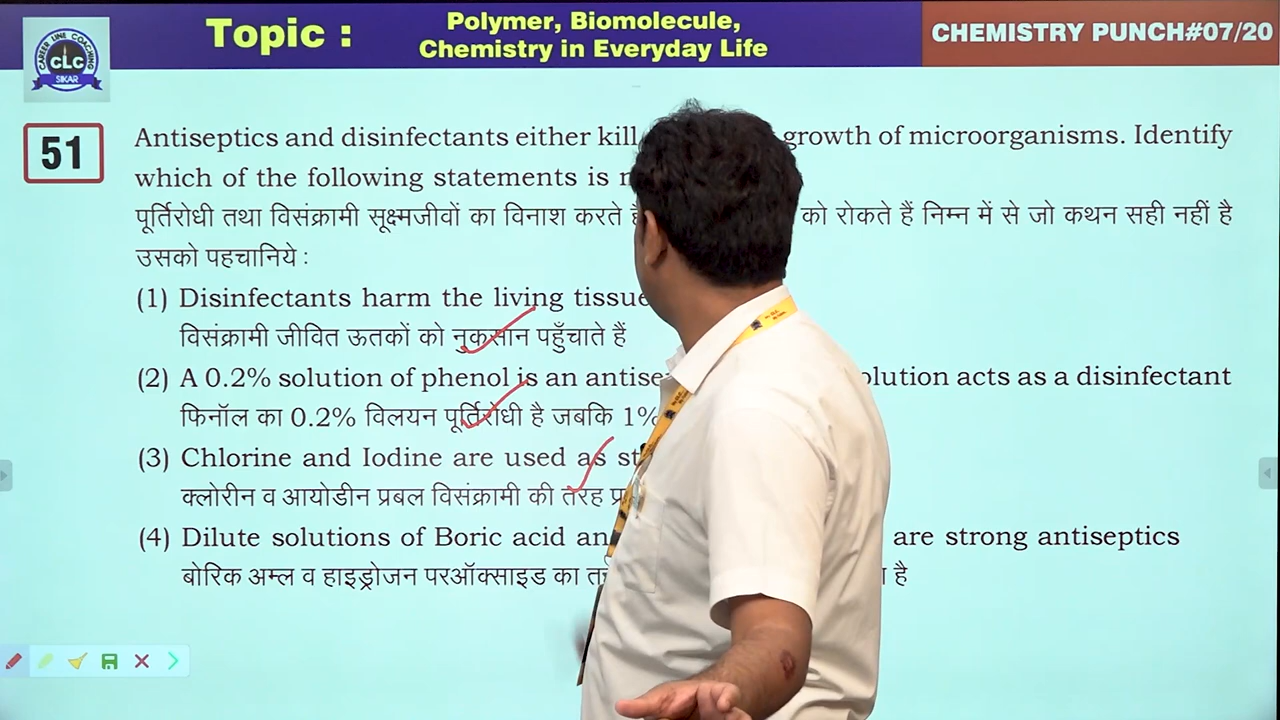 CAREER LINE COACHING
CLC
SIKAR
Topic :
Polymer, Biomolecule,
Chemistry in Everyday Life
CHEMISTRY PUNCH#07/20
51
Antiseptics and disinfectants either kill growth of microorganisms. Identify
which of the following statements is
पूर्तिरोधी तथा विसंक्रामी सूक्ष्मजीवों का विनाश करते को रोकते हैं निम्न में से जो कथन सही नहीं है
उसको पहचानिये :
(1) Disinfectants harm the living tissue
विसंक्रामी जीवित ऊतकों को नुकसान पहुँचाते हैं
(2) A 0.2% solution of phenol is an acts as a disinfectant
फिनॉल का 0.2% विलयन पूर्तिरोधी है जबकि 1%
(3) Chlorine and Iodine are used as
क्लोरीन व आयोडीन प्रबल विसंक्रामी की तरह
(4) Dilute solutions of Boric acid are strong antiseptics
बोरिक अम्ल व हाइड्रोजन परऑक्साइड का है